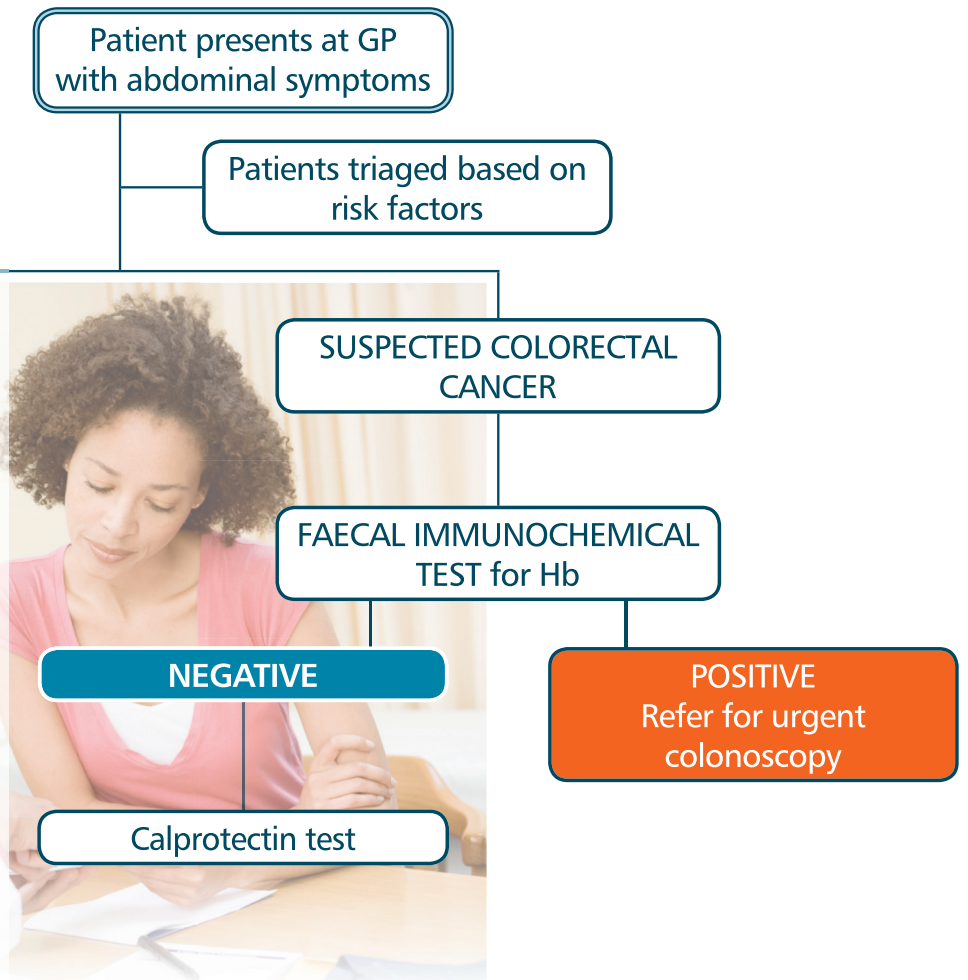 Patient presents at GP
with abdominal symptoms
Patients triaged based on
risk factors
SUSPECTED COLORECTAL
CANCER
FAECAL IMMUNOCHEMICAL
TEST for Hb
NEGATIVE
POSITIVE
Refer for urgent
colonoscopy
Calprotectin test